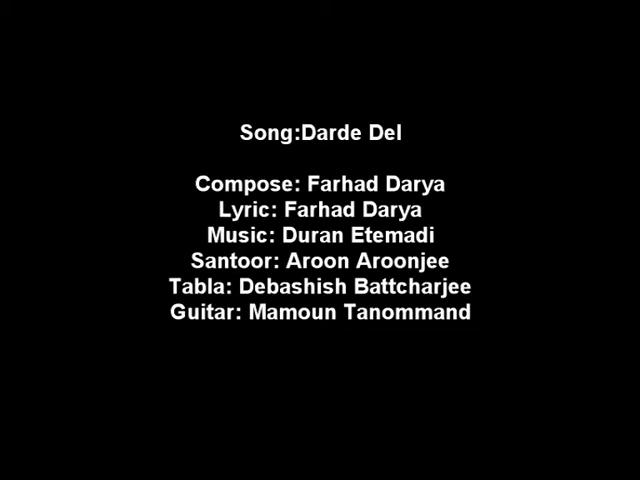 Song:Darde Del
Compose: Farhad Darya
Lyric: Farhad Darya
Music: Duran Etemadi
Santoor: Aroon Aroonjee
Tabla: Debashish Battcharjee
Guitar: Mamoun Tanommand